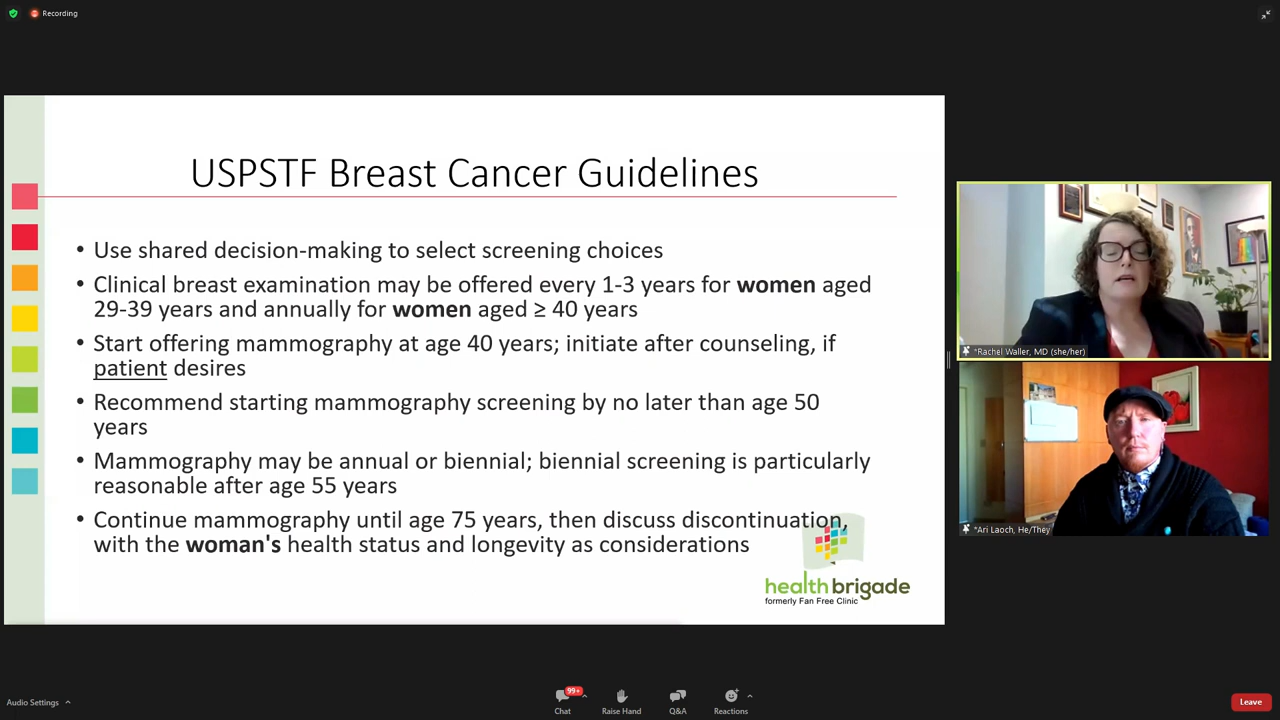 Recording
USPSTF Breast Cancer Guidelines
• Use shared decision-making to select screening choices
• Clinical breast examination may be offered every 1-3 years for women aged
29-39 years and annually for women aged ≥ 40 years
• Start offering mammography at age 40 years; initiate after counseling, if
patient desires
• Recommend starting mammography screening by no later than age 50
years
• Mammography may be annual or biennial; biennial screening is particularly
reasonable after age 55 years
• Continue mammography until age 75 years, then discuss discontinuation,
with the woman's health status and longevity as considerations
health brigade
formerly Fan Free Clinic
*Rachel Waller, MD (she/her)
*Ari Laoch, He/They
Audio Settings
99+
Chat
Raise Hand
Q&A
Reactions
Leave